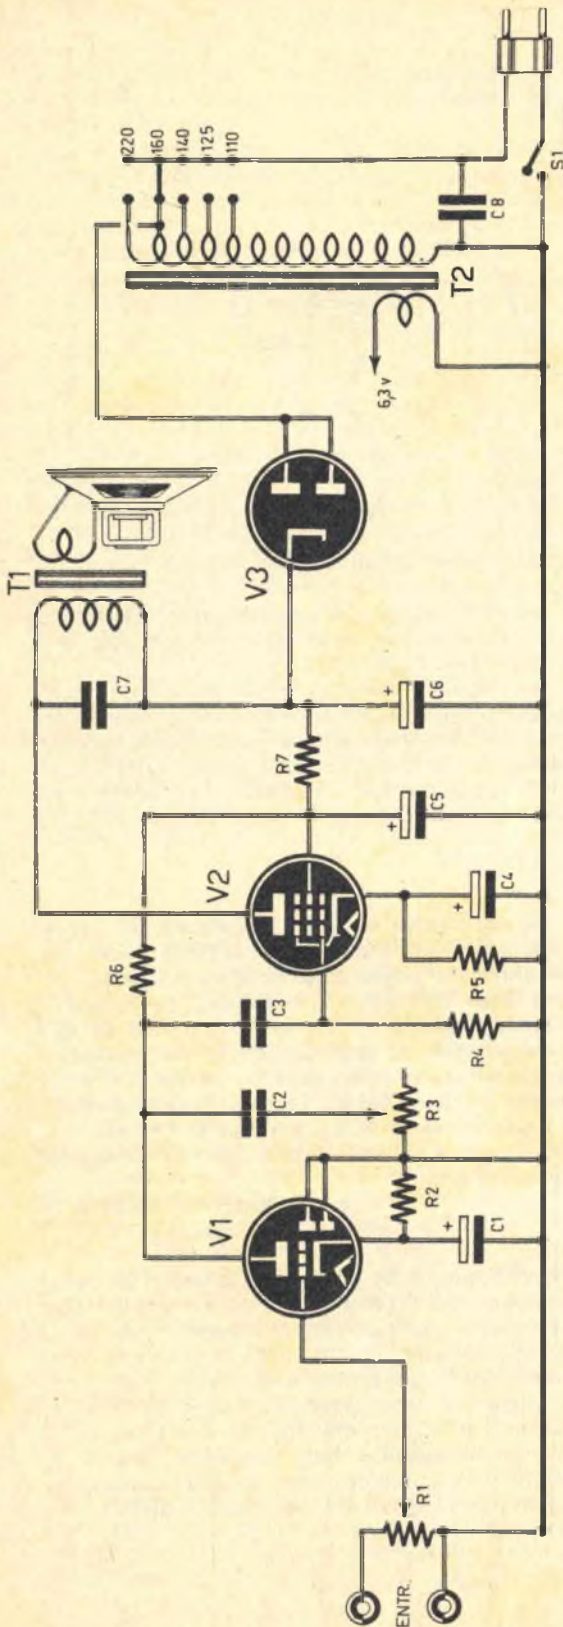 220
160
140
125
110
S1
C8
T2
6,3 v
T1
V3
C7
+
C6
R7
+
C5
V2
R6
+
C4
R5
C3
R4
C2
R3
V1
R2
+
C1
R1
ENTR.